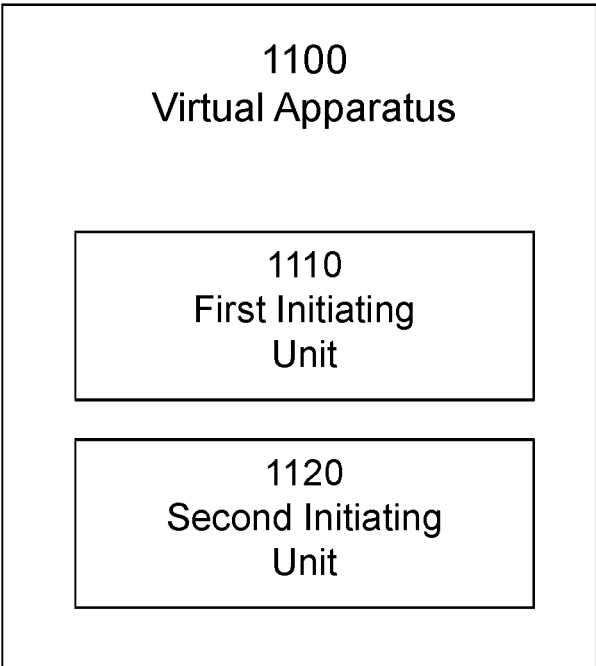 1100
Virtual Apparatus
1110
First Initiating
Unit
1120
Second Initiating
Unit